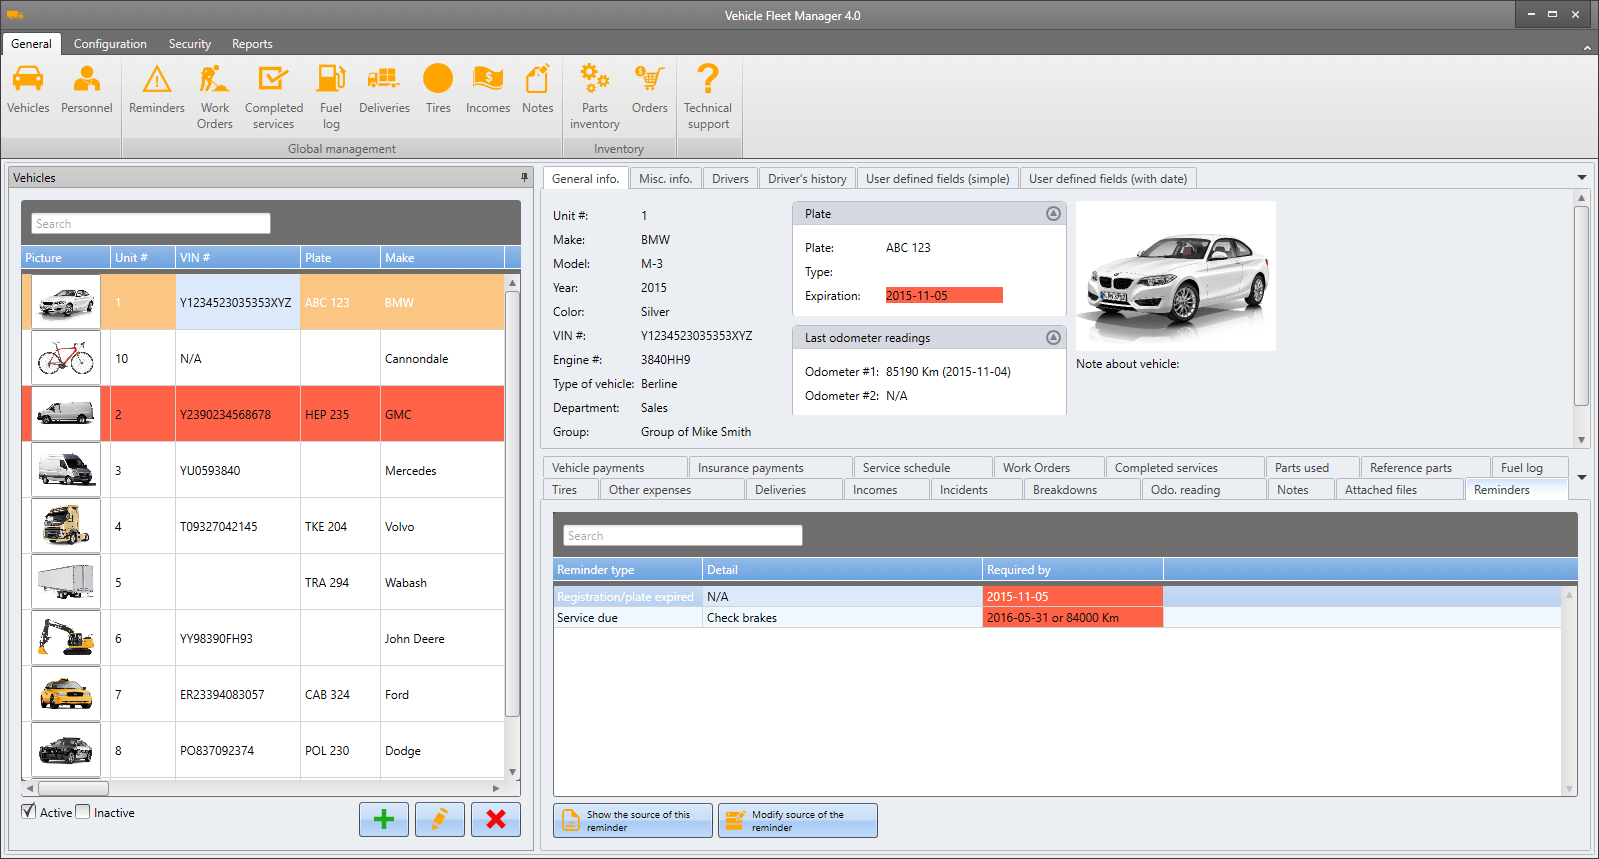 Vehicle Fleet Manager 4.0
General Configuration Security Reports
Vehicles Personnel Reminders Work Orders Completed services Fuel log Deliveries Tires Incomes Notes Parts inventory Orders Technical support
Global management Inventory
Vehicles
Search
Picture Unit # VIN # Plate Make
1 Y1234523035353XYZ ABC 123 BMW
10 N/A Cannondale
2 Y2390234568678 HEP 235 GMC
3 YU0593840 Mercedes
4 T09327042145 TKE 204 Volvo
5 TRA 294 Wabash
6 YY98390FH93 John Deere
7 ER23394083057 CAB 324 Ford
8 PO837092374 POL 230 Dodge
Active Inactive
General info. Misc. info. Drivers Driver's history User defined fields (simple) User defined fields (with date)
Unit #: 1
Make: BMW
Model: M-3
Year: 2015
Color: Silver
VIN #: Y1234523035353XYZ
Engine #: 3840HH9
Type of vehicle: Berline
Department: Sales
Group: Group of Mike Smith
Plate
Plate: ABC 123
Type:
Expiration: 2015-11-05
Last odometer readings
Odometer #1: 85190 Km (2015-11-04)
Odometer #2: N/A
Note about vehicle:
Vehicle payments Insurance payments Service schedule Work Orders Completed services Parts used Reference parts Fuel log
Tires Other expenses Deliveries Incomes Incidents Breakdowns Odo. reading Notes Attached files Reminders
Search
Reminder type Detail Required by
Registration/plate expired N/A 2015-11-05
Service due Check brakes 2016-05-31 or 84000 Km
Show the source of this
reminder
Modify source of the
reminder